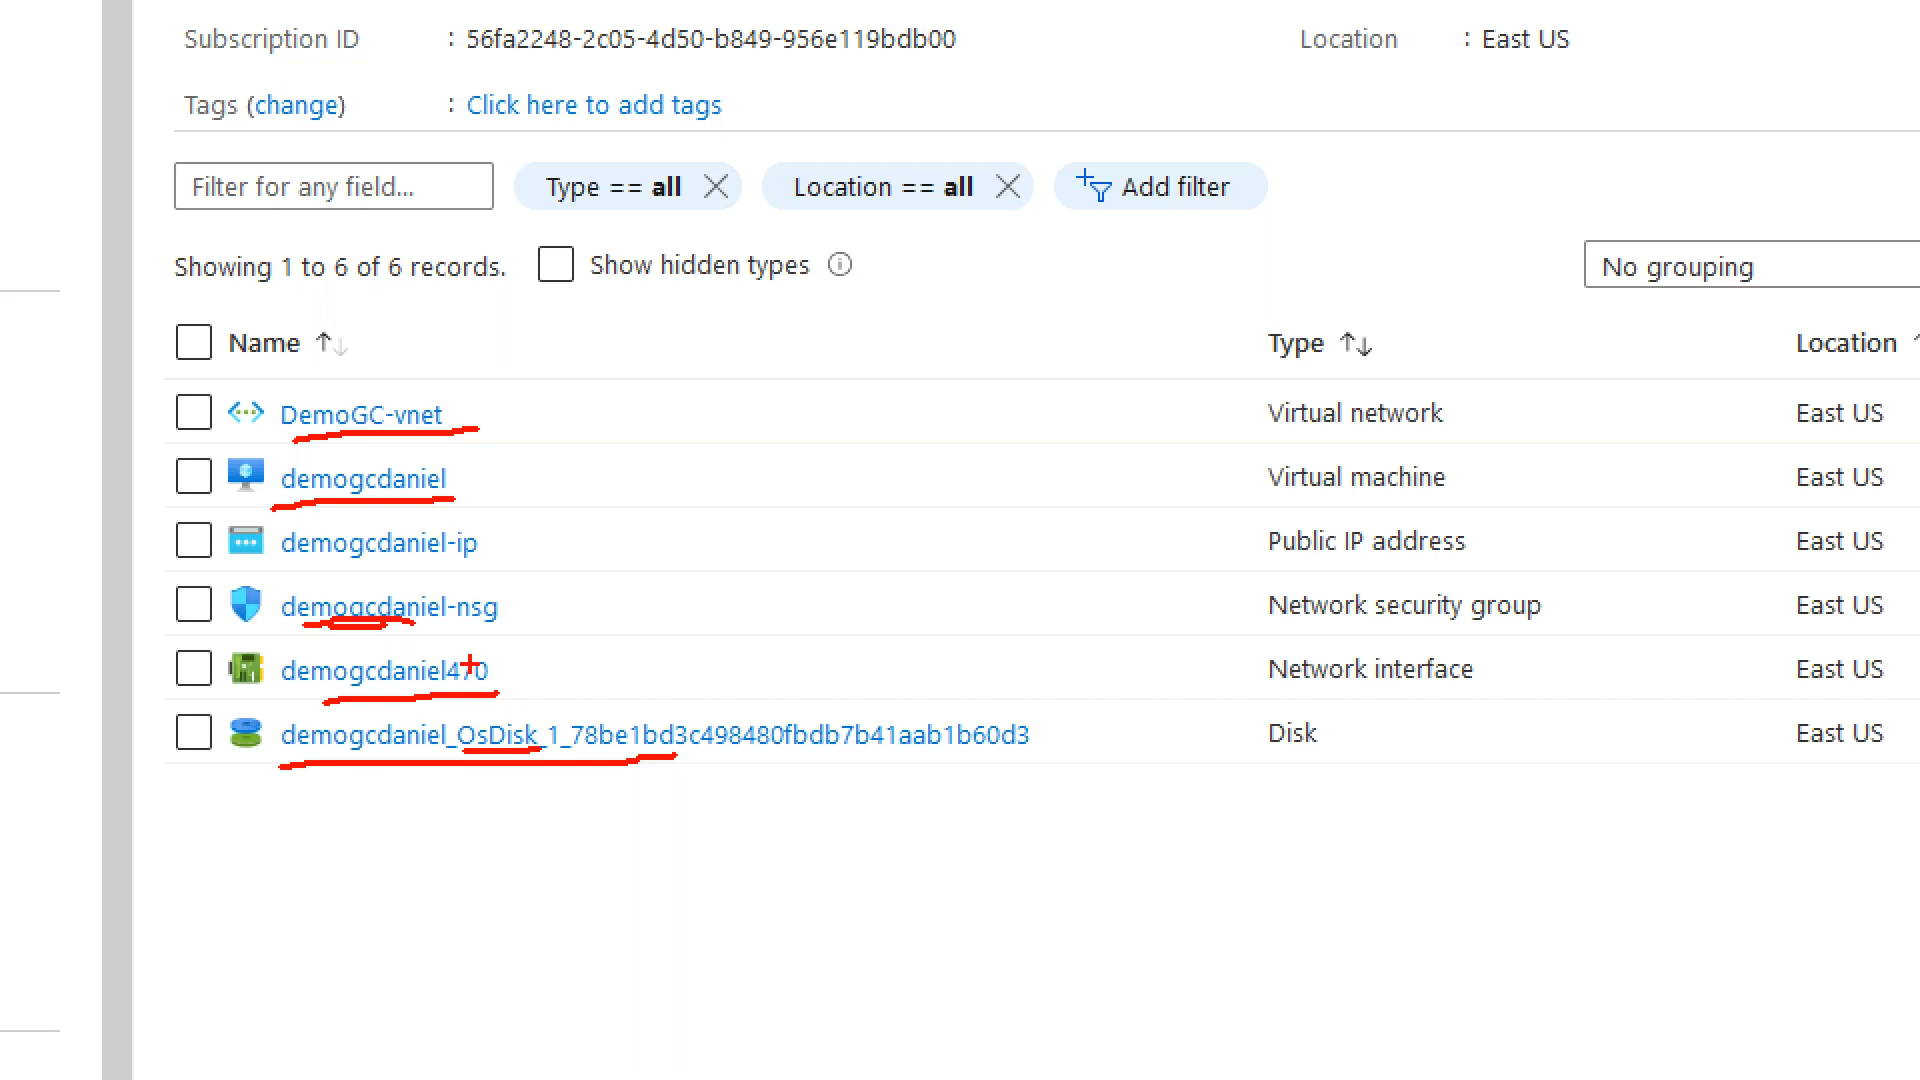 Subscription ID : 56fa2248-2c05-4d50-b849-956e119bdb00 Location : East US
Tags (change) : Click here to add tags
Filter for any field... Type == all Location == all Add filter
Showing 1 to 6 of 6 records. Show hidden types No grouping
Name Type Location
DemoGC-vnet Virtual network East US
demogcdaniel Virtual machine East US
demogcdaniel-ip Public IP address East US
demogcdaniel-nsg Network security group East US
demogcdaniel470 Network interface East US
demogcdaniel_OsDisk_1_78be1bd3c498480fbdb7b41aab1b60d3 Disk East US